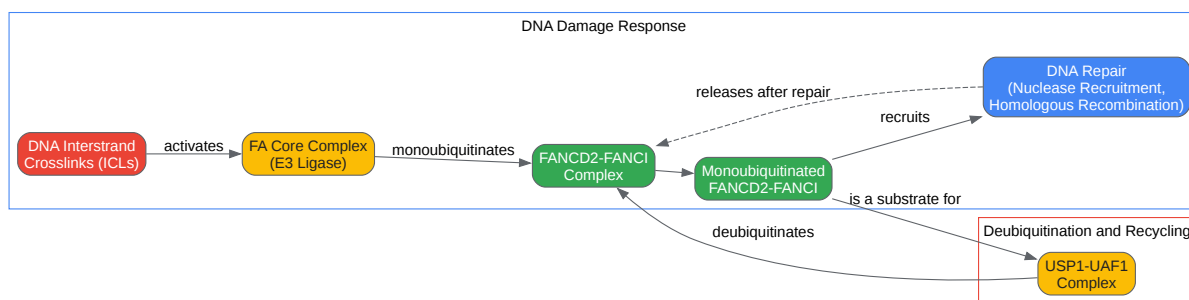 DNA Damage Response
DNA Repair
(Nuclease Recruitment,
Homologous Recombination)
releases after repair
recruits
DNA Interstrand
Crosslinks (ICLs)
activates
FA Core Complex
(E3 Ligase)
monoubiquitinates
FANCD2-FANCI
Complex
Monoubiquitinated
FANCD2-FANCI
is a substrate for
deubiquitinates
Deubiquitination and Recycling
USP1-UAF1
Complex